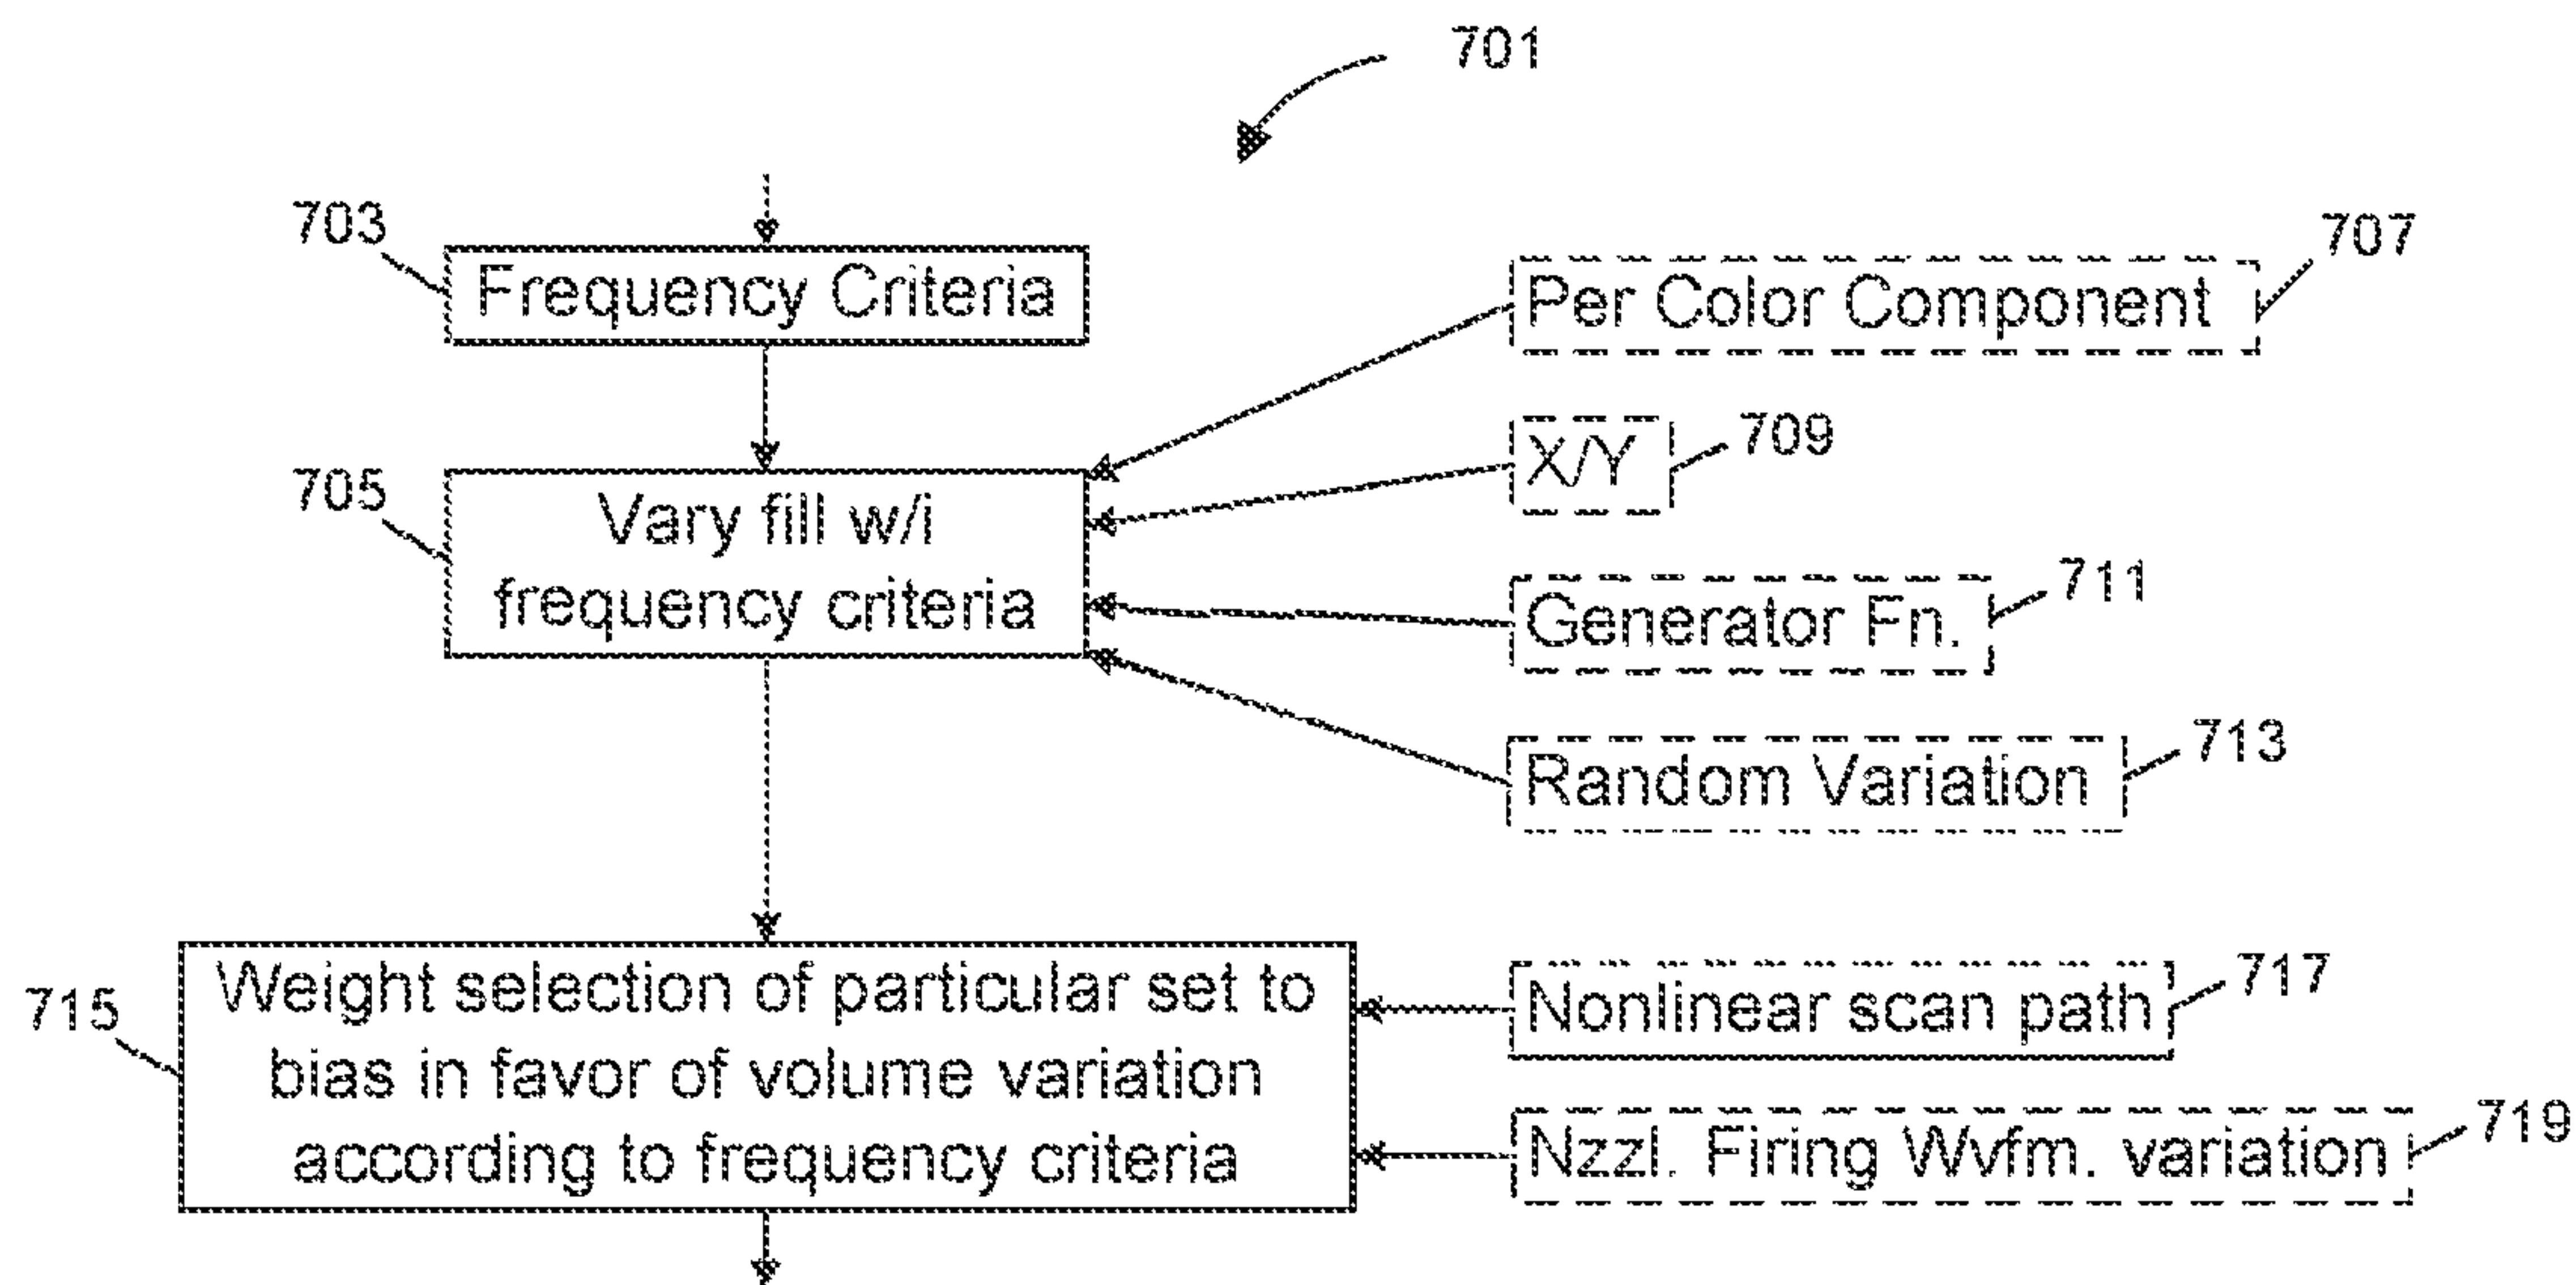 701
703
Frequency Criteria
707
Per Color Component
709
X/Y
705
Vary fill w/i
frequency criteria
711
Generator Fn.
713
Random Variation
715
Weight selection of particular set to
bias in favor of volume variation
according to frequency criteria
717
Nonlinear scan path
719
Nzzl. Firing Wvfm. variation